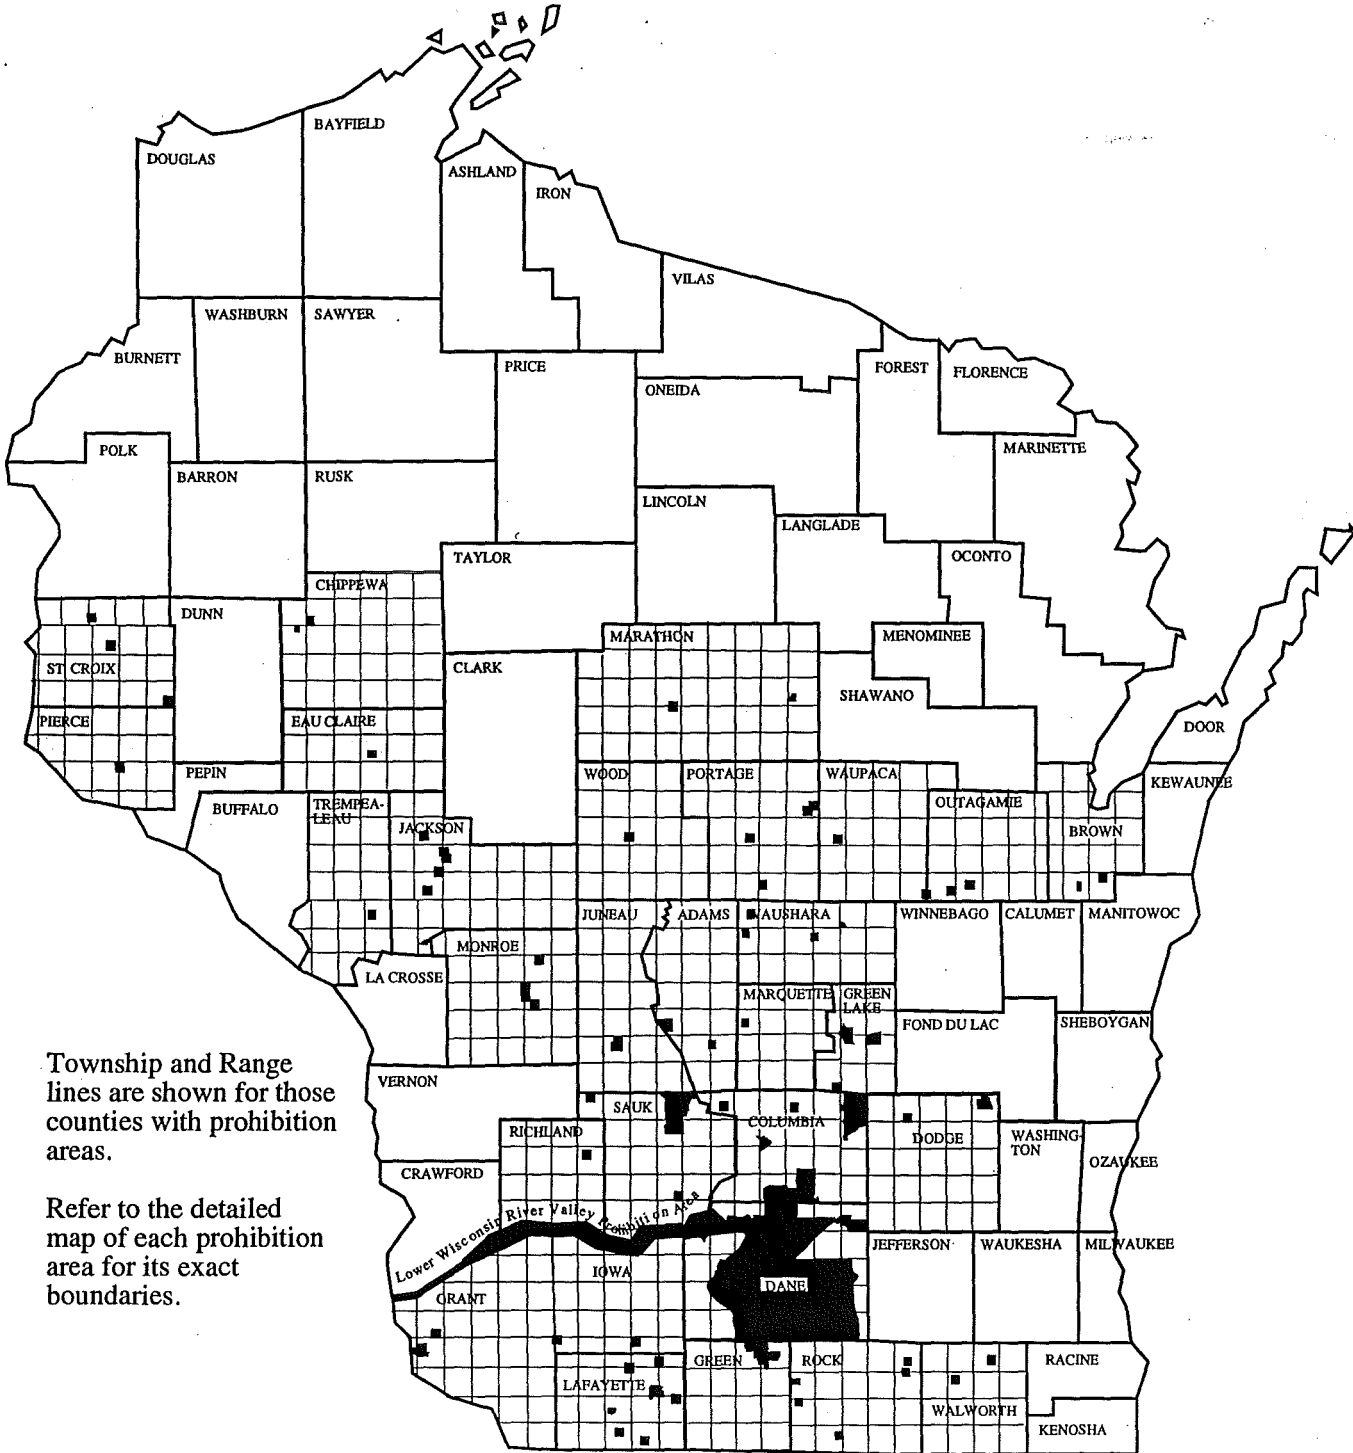 BAYFIELD
DOUGLAS
ASHLAND
IRON
VILAS
WASHBURN
SAWYER
BURNETT
PRICE
FOREST
FLORENCE
ONEIDA
POLK
MARINETTE
BARRON
RUSK
LINCOLN
LANGLADE
TAYLOR
OCONTO
CHIPPEWA
DUNN
MARATHON
MENOMINEE
ST CROIX
CLARK
SHAWANO
PIERCE
EAU CLAIRE
DOOR
PEPIN
WOOD
PORTAGE
WAUPACA
KEWAUNEE
BUFFALO
TREMPEA-
LEAU
OUTAGAMIE
JACKSON
BROWN
JUNEAU
ADAMS
WAUSHARA
WINNEBAGO
CALUMET
MANITOWOC
MONROE
LA CROSSE
MARQUETTE
GREEN
LAKE
FOND DU LAC
SHEBOYGAN
Township and Range
lines are shown for those
counties with prohibition
areas.
VERNON
SAUK
COLUMBIA
RICHLAND
DODGE
WASHING-
TON
OZAUKEE
CRAWFORD
Refer to the detailed
map of each prohibition
area for its exact
boundaries.
Lower Wisconsin River Valley Prohibition Area
JEFFERSON
WAUKESHA
MILWAUKEE
IOWA
DANE
GRANT
GREEN
ROCK
RACINE
LAFAYETTE
WALWORTH
KENOSHA